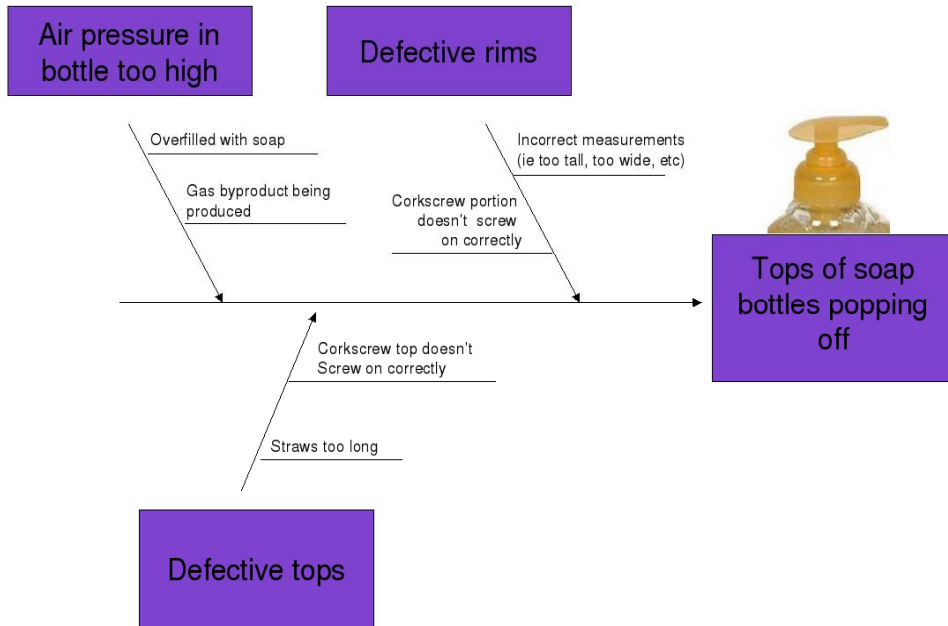 Air pressure in
bottle too high
Defective rims
Overfilled with soap
Gas byproduct being
produced
Incorrect measurements
(ie too tall, too wide, etc)
Corkscrew portion
doesn't screw
on correctly
Tops of soap
bottles popping
off
Corkscrew top doesn't
Screw on correctly
Straws too long
Defective tops